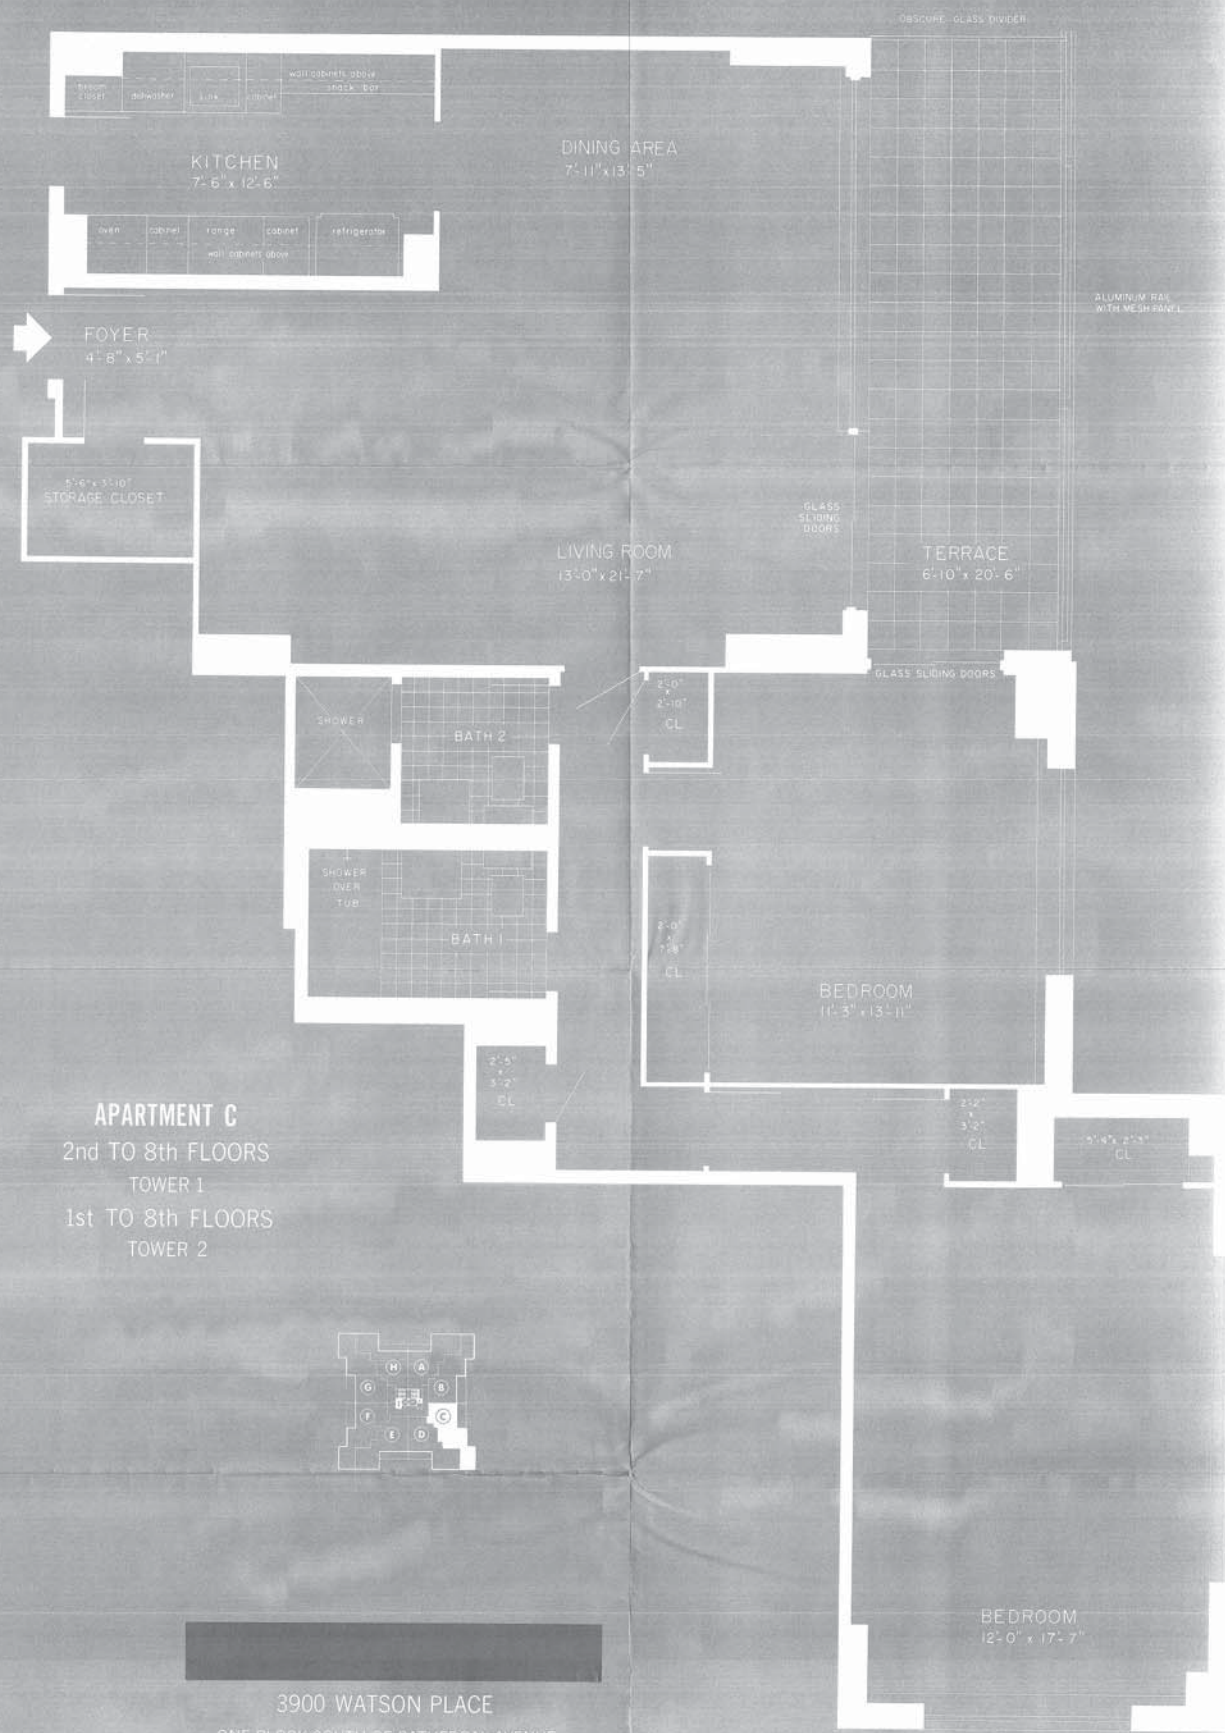 OBSCURE GLASS DIVIDER
wall cabinets above
snack bar
broom
closet
dishwasher
sink
cabinet
KITCHEN
7'-6" x 12'-6"
DINING AREA
7'-11" x 13'-5"
oven
cabinet
range
cabinet
refrigerator
wall cabinets above
ALUMINUM RAIL
WITH MESH PANEL
FOYER
4'-8" x 5'-1"
5'-6" x 3'-10"
STORAGE CLOSET
GLASS
SLIDING
DOORS
LIVING ROOM
13'-0" x 21'-7"
TERRACE
6'-10" x 20'-6"
GLASS SLIDING DOORS
SHOWER
BATH 2
2'-0"
x
2'-10"
CL
SHOWER
OVER
TUB
BATH 1
2'-0"
x
7'-8"
CL
BEDROOM
11'-3" x 13'-11"
2'-5"
x
3'-2"
CL
2'-2"
x
3'-2"
CL
CL
APARTMENT C
2nd TO 8th FLOORS
TOWER 1
1st TO 8th FLOORS
TOWER 2
H
A
G
B
F
C
E
D
BEDROOM
12'-0" x 17'-7"
3900 WATSON PLACE